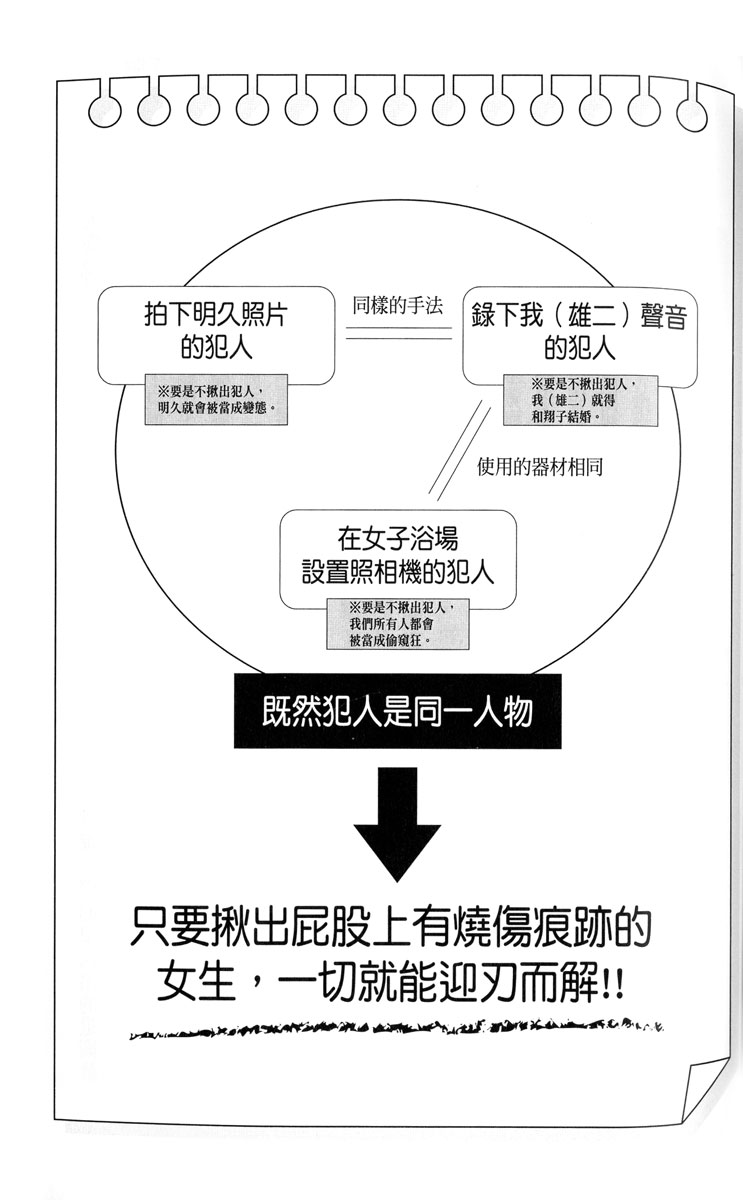 拍下明久照片
的犯人
※要是不揪出犯人，
明久就會被當成變態。
同樣的手法
錄下我（雄二）聲音
的犯人
※要是不揪出犯人，
我（雄二）就得
和翔子結婚。
使用的器材相同
在女子浴場
設置照相機的犯人
※要是不揪出犯人，
我們所有人都會
被當成偷窺狂。
既然犯人是同一人物
只要揪出屁股上有燒傷痕跡的
女生，一切就能迎刃而解!!